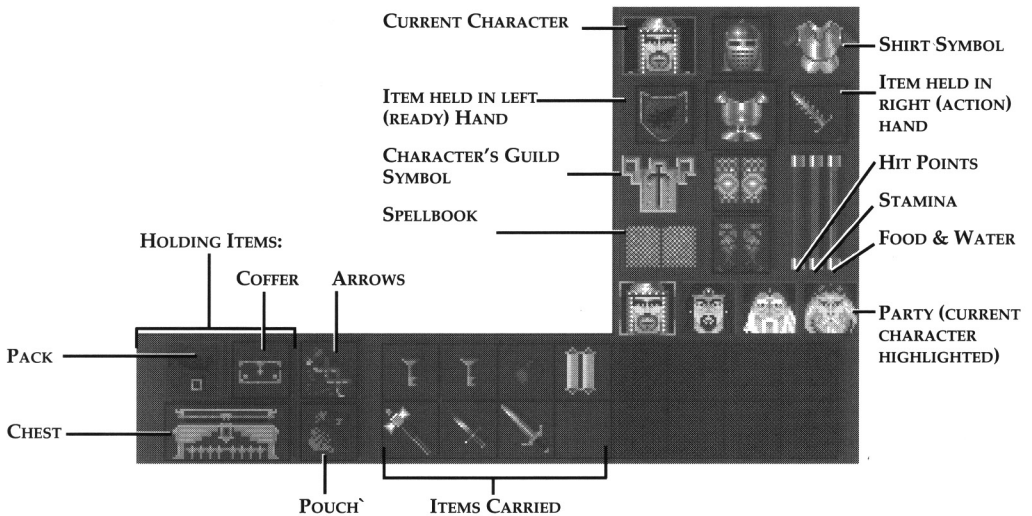 CURRENT CHARACTER
SHIRT SYMBOL
ITEM HELD IN LEFT
(READY) HAND
ITEM HELD IN
RIGHT (ACTION)
HAND
CHARACTER'S GUILD
SYMBOL
HIT POINTS
SPELLBOOK
STAMINA
FOOD & WATER
HOLDING ITEMS:
COFFER
ARROWS
PARTY (CURRENT
CHARACTER
HIGHLIGHTED)
PACK
CHEST
POUCH`
ITEMS CARRIED